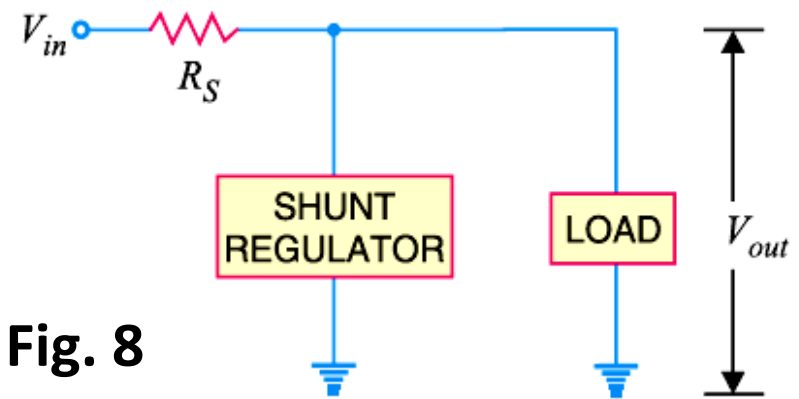 V_in
R_S
SHUNT
REGULATOR
LOAD
V_out
Fig. 8